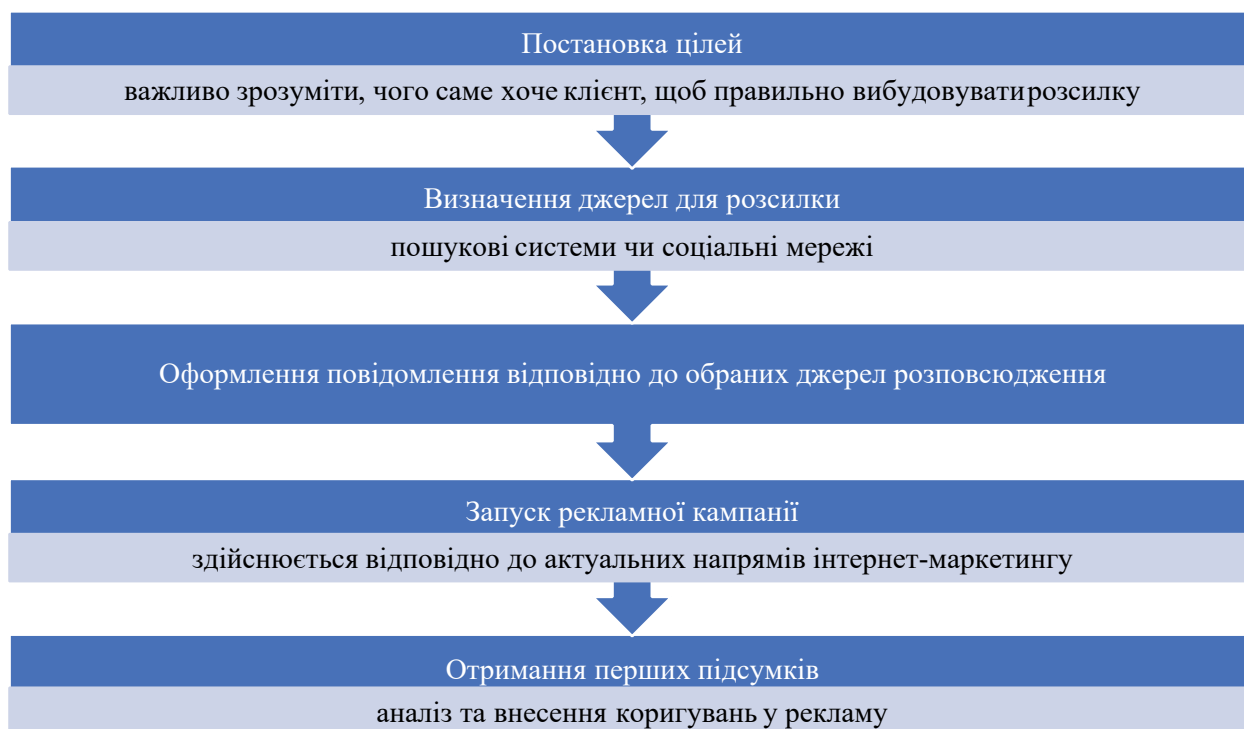 Постановка цілей
важливо зрозуміти, чого саме хоче клієнт, щоб правильно вибудовувати розсилку
Визначення джерел для розсилки
пошукові системи чи соціальні мережі
Оформлення повідомлення відповідно до обраних джерел розповсюдження
Запуск рекламної кампанії
здійснюється відповідно до актуальних напрямів інтернет-маркетингу
Отримання перших підсумків
аналіз та внесення коригувань у рекламу